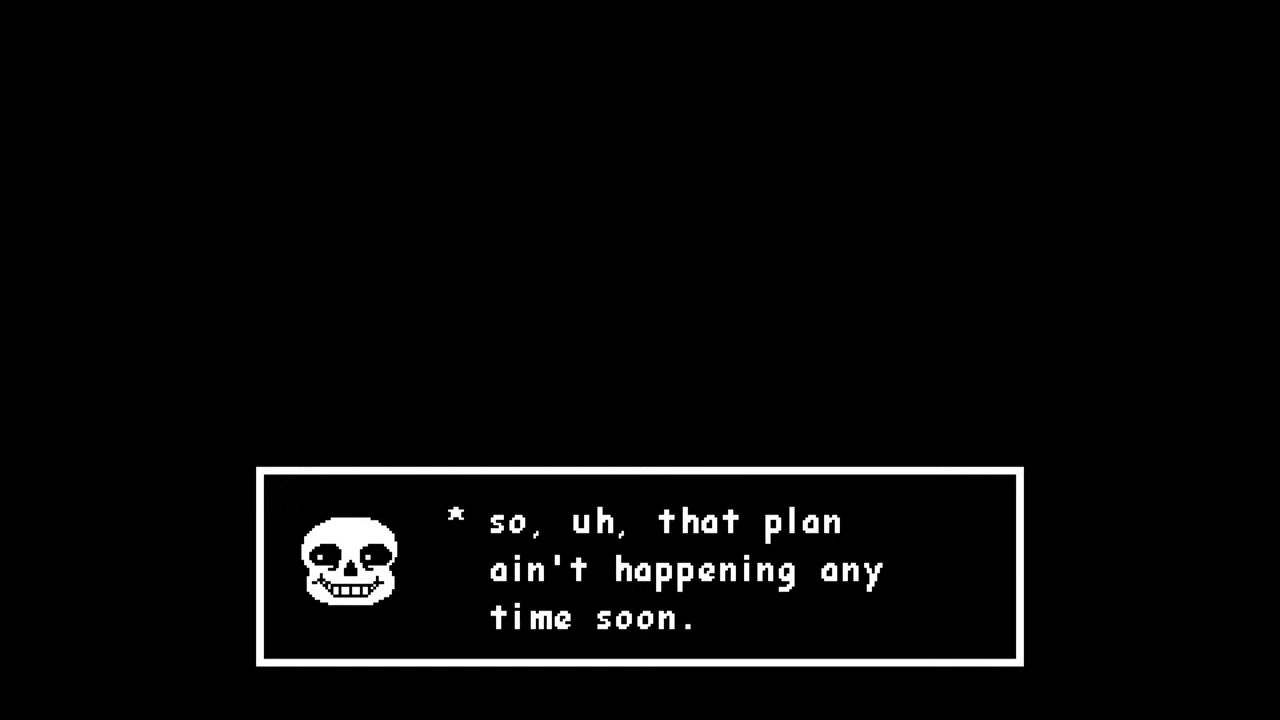 * so, uh, that plan
ain't happening any
time soon.